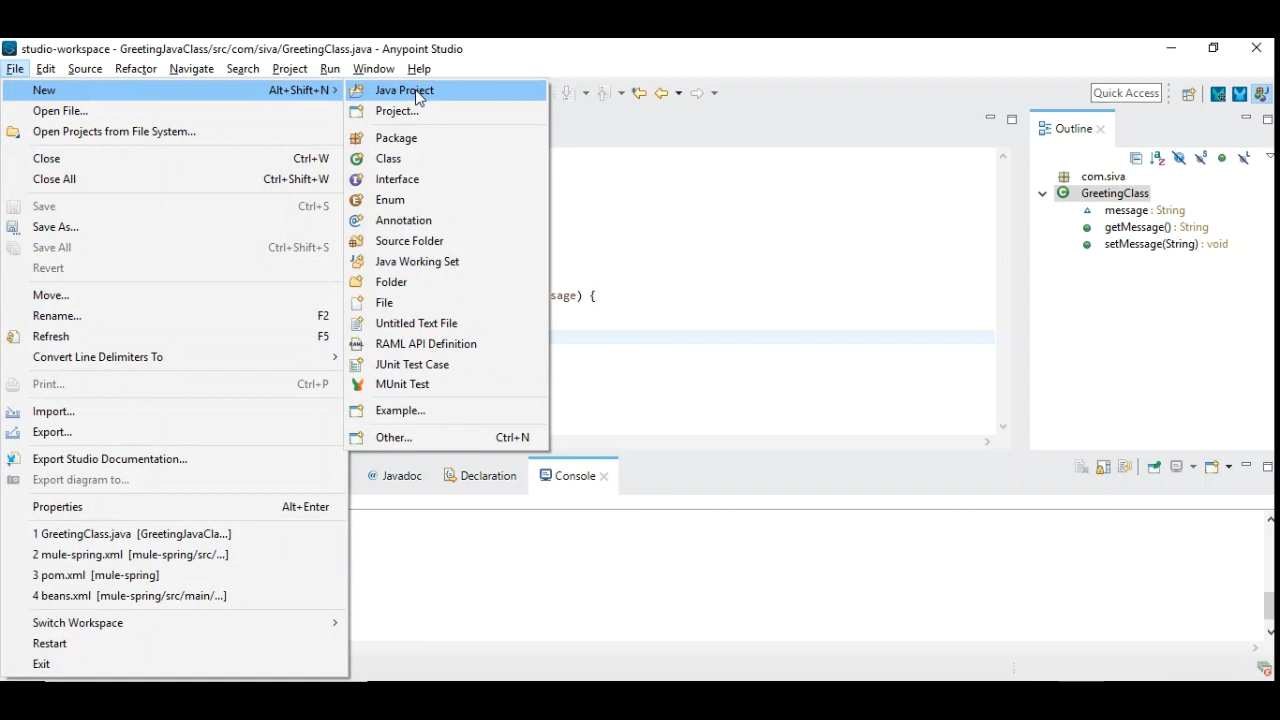 studio-workspace - GreetingJavaClass/src/com/siva/GreetingClass.java - Anypoint Studio
File Edit Source Refactor Navigate Search Project Run Window Help
New Alt+Shift+N
Open File...
Open Projects from File System...
Close Ctrl+W
Close All Ctrl+Shift+W
Save Ctrl+S
Save As...
Save All Ctrl+Shift+S
Revert
Move...
Rename... F2
Refresh F5
Convert Line Delimiters To
Print... Ctrl+P
Import...
Export...
Export Studio Documentation...
Export diagram to...
Properties Alt+Enter
1 GreetingClass.java [GreetingJavaCla...]
2 mule-spring.xml [mule-spring/src/...]
3 pom.xml [mule-spring]
4 beans.xml [mule-spring/src/main/...]
Switch Workspace
Restart
Exit
Java Project
Project...
Package
Class
Interface
Enum
Annotation
Source Folder
Java Working Set
Folder
File
Untitled Text File
RAML API Definition
JUnit Test Case
MUnit Test
Example...
Other... Ctrl+N
Quick Access
sage) {
Outline
com.siva
GreetingClass
message : String
getMessage() : String
setMessage(String) : void
@ Javadoc Declaration Console